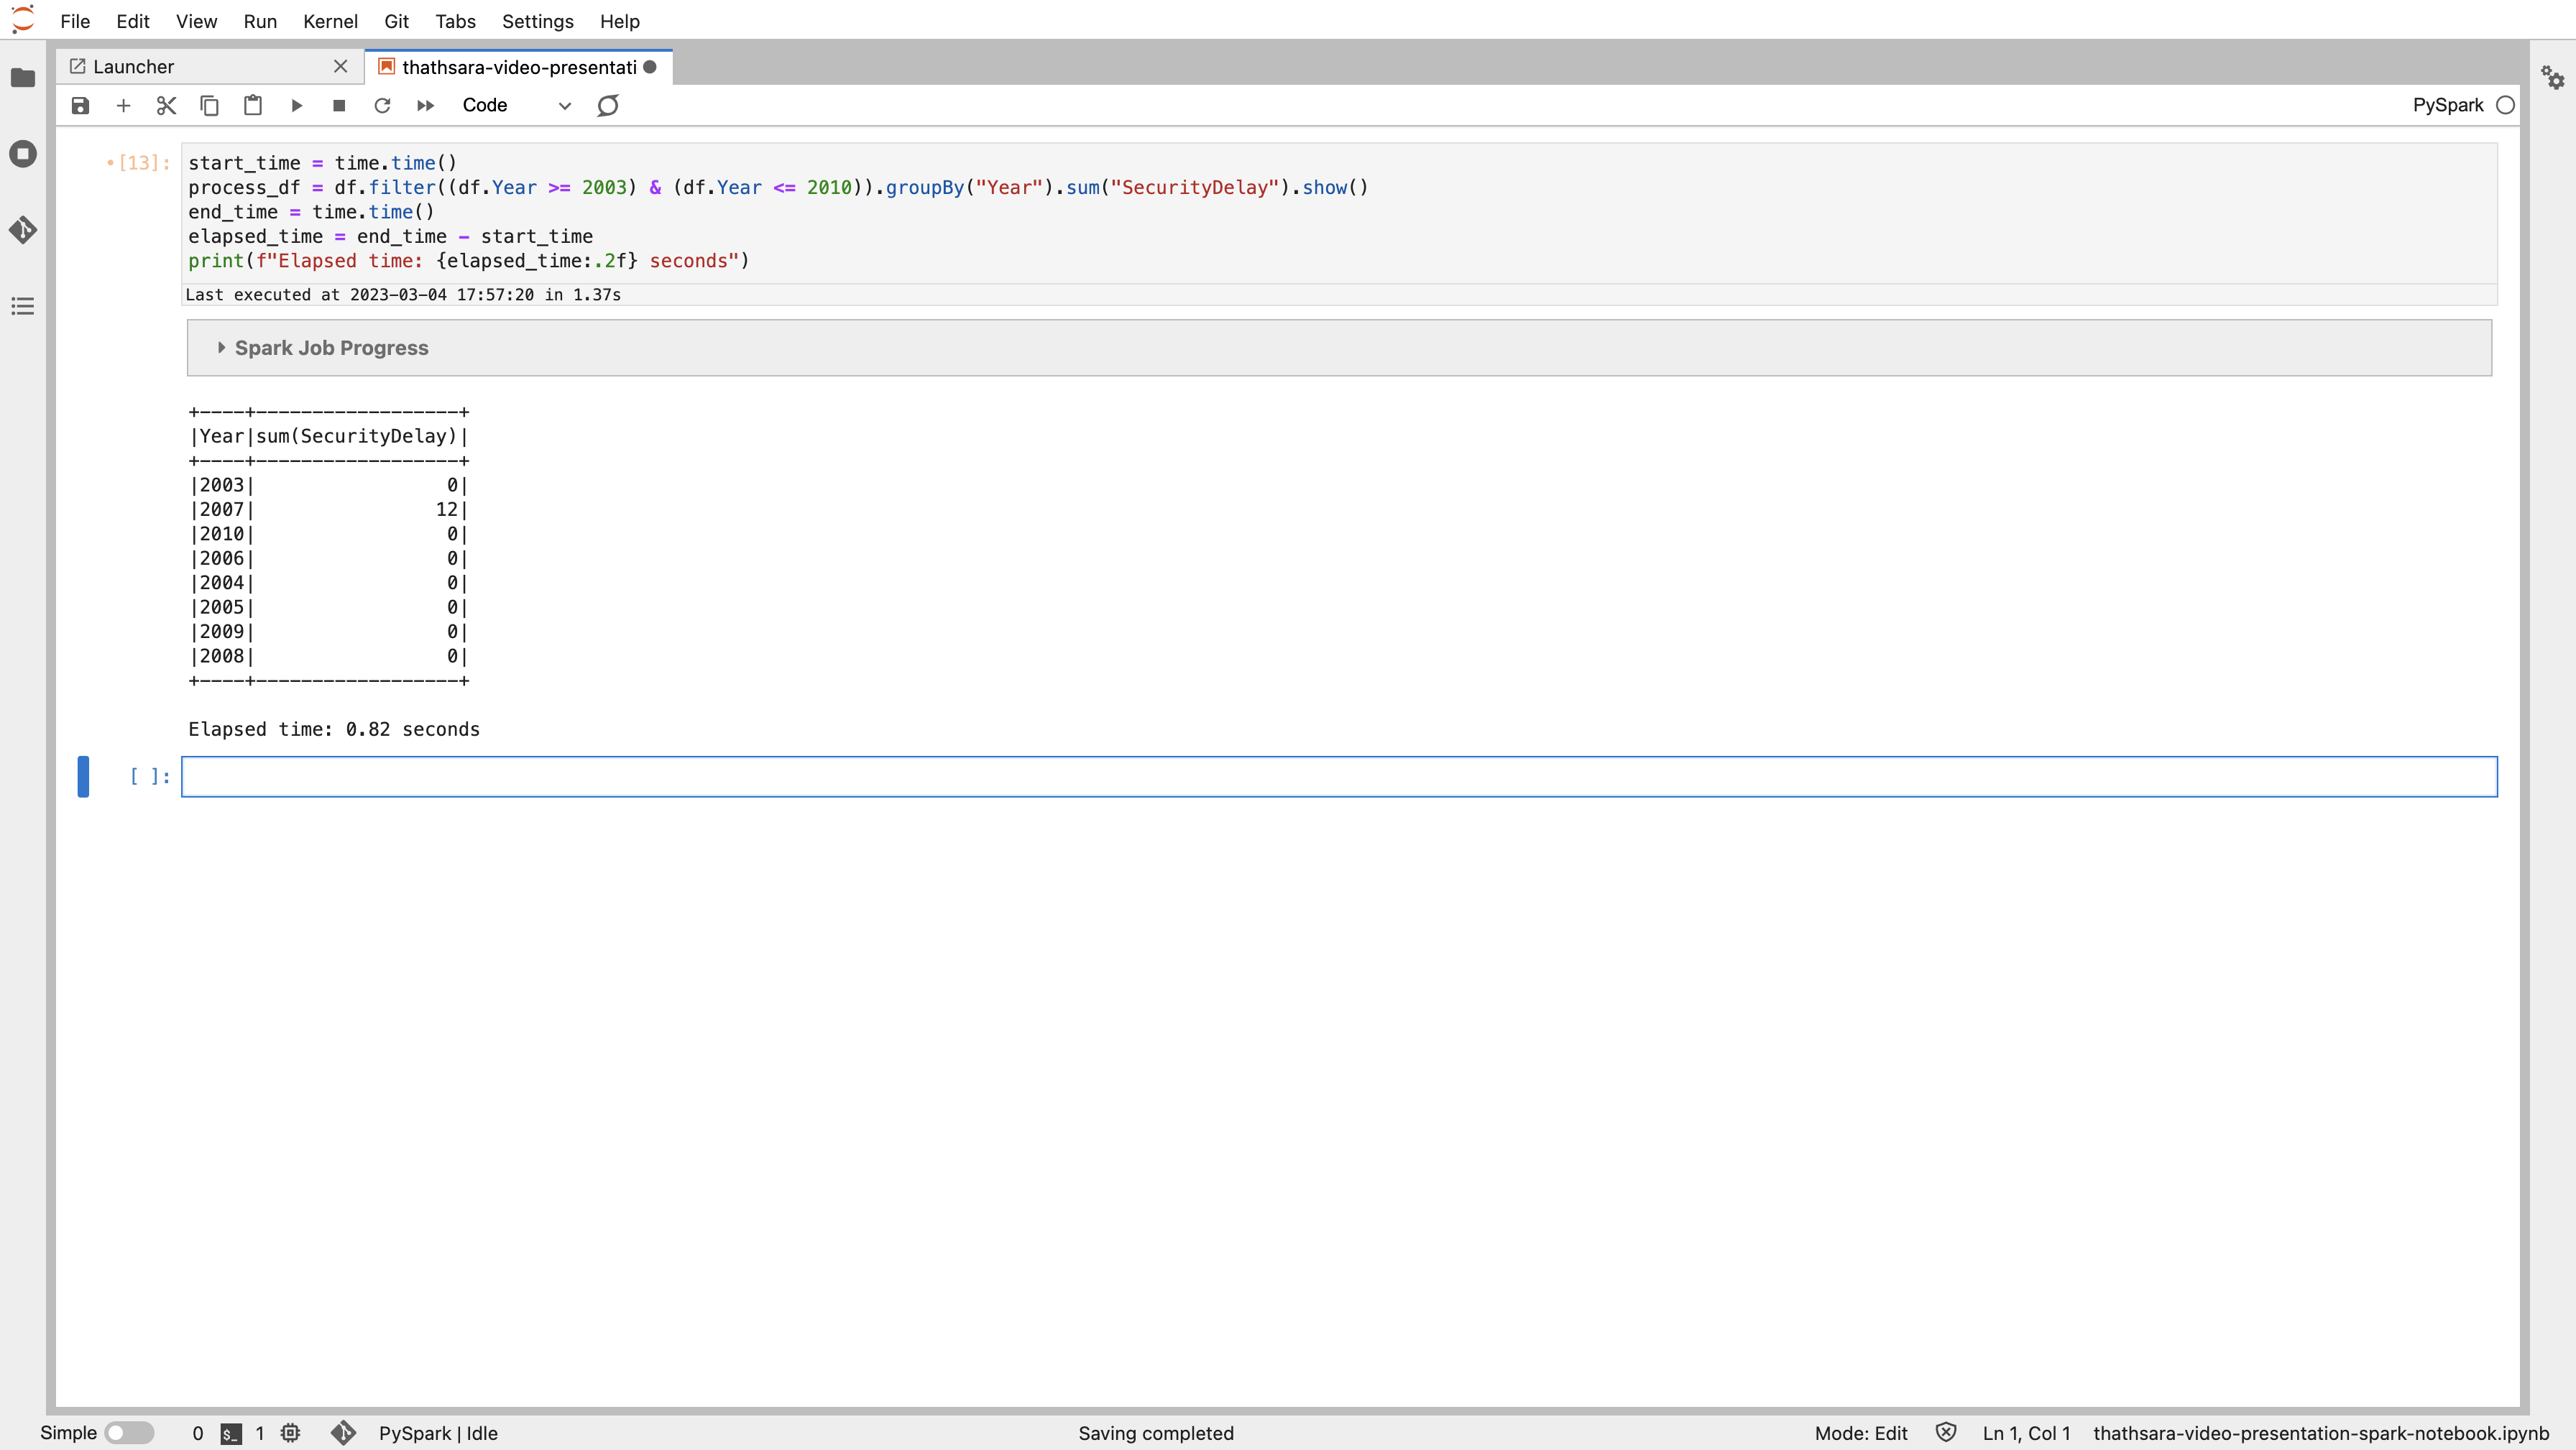 File Edit View Run Kernel Git Tabs Settings Help
Launcher
thathsara-video-presentati
Code
PySpark
[13]:
start_time = time.time()
process_df = df.filter((df.Year >= 2003) & (df.Year <= 2010)).groupBy("Year").sum("SecurityDelay").show()
end_time = time.time()
elapsed_time = end_time - start_time
print(f"Elapsed time: {elapsed_time:.2f} seconds")
Last executed at 2023-03-04 17:57:20 in 1.37s
Spark Job Progress
+----+------------------+
|Year|sum(SecurityDelay)|
+----+------------------+
|2003|                 0|
|2007|                12|
|2010|                 0|
|2006|                 0|
|2004|                 0|
|2005|                 0|
|2009|                 0|
|2008|                 0|
+----+------------------+
Elapsed time: 0.82 seconds
[ ]:
Simple 0 $_ 1 PySpark | Idle Saving completed Mode: Edit Ln 1, Col 1 thathsara-video-presentation-spark-notebook.ipynb